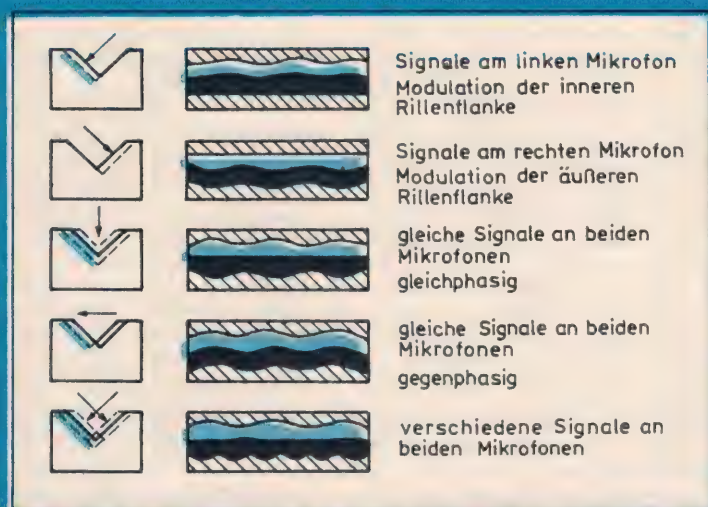 Signale am linken Mikrofon
Modulation der inneren
Rillenflanke
Signale am rechten Mikrofon
Modulation der äußeren
Rillenflanke
gleiche Signale an beiden
Mikrofonen
gleichphasig
gleiche Signale an beiden
Mikrofonen
gegenphasig
verschiedene Signale an
beiden Mikrofonen